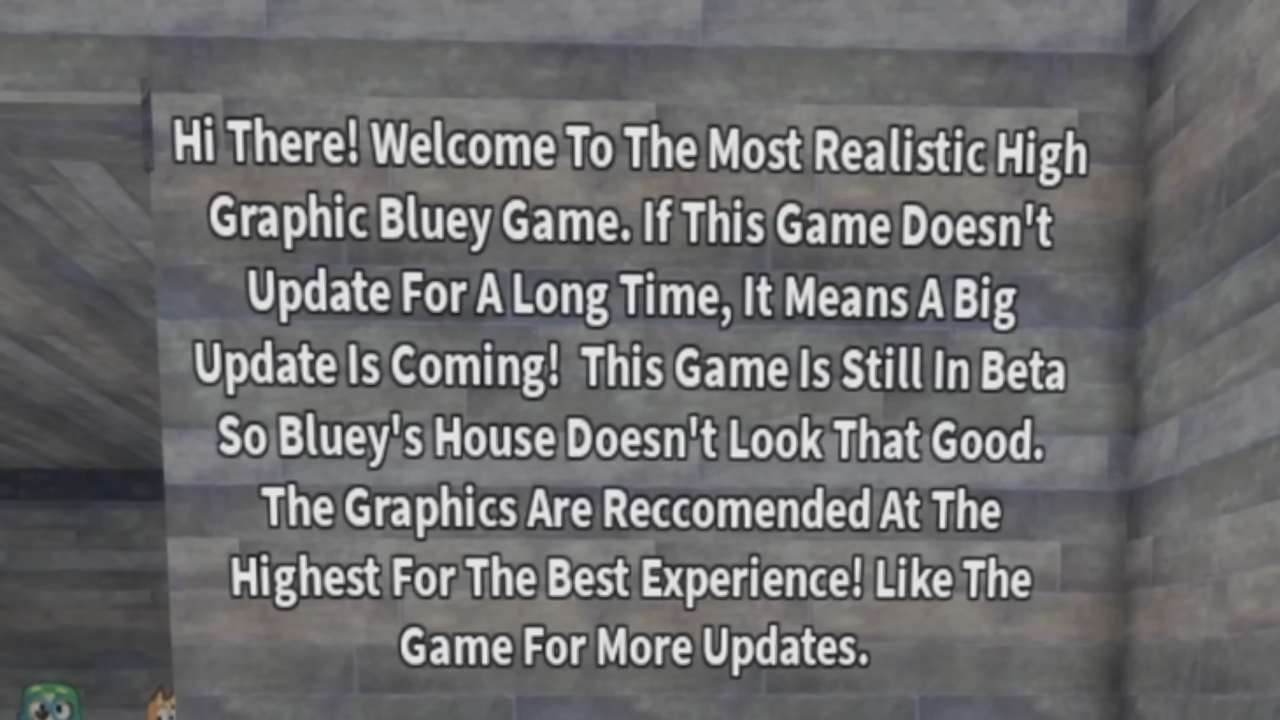 Hi There! Welcome To The Most Realistic High
Graphic Bluey Game. If This Game Doesn't
Update For A Long Time, It Means A Big
Update Is Coming!  This Game Is Still In Beta
So Bluey's House Doesn't Look That Good.
The Graphics Are Reccomended At The
Highest For The Best Experience! Like The
Game For More Updates.